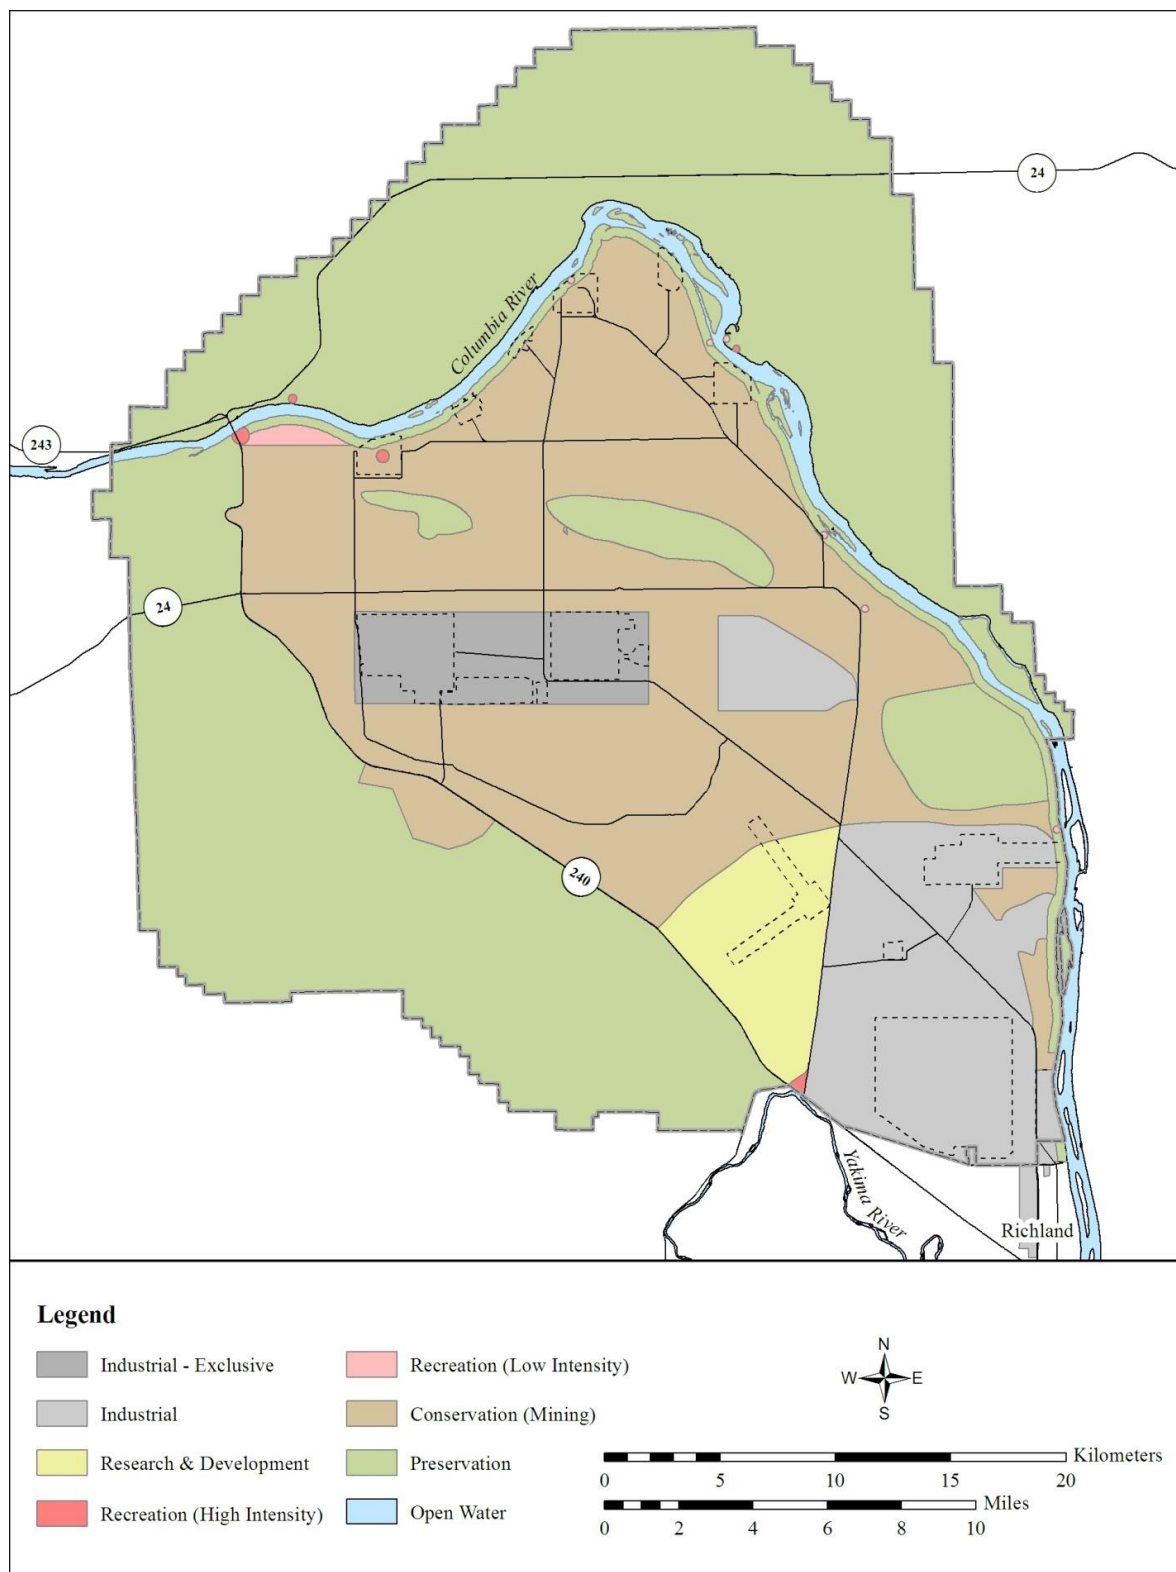 24
Columbia River
243
24
240
Yakima River
Richland
Legend
Industrial - Exclusive
Industrial
Research & Development
Recreation (High Intensity)
Recreation (Low Intensity)
Conservation (Mining)
Preservation
Open Water
N
W E
S
Kilometers
0 5 10 15 20
Miles
0 2 4 6 8 10